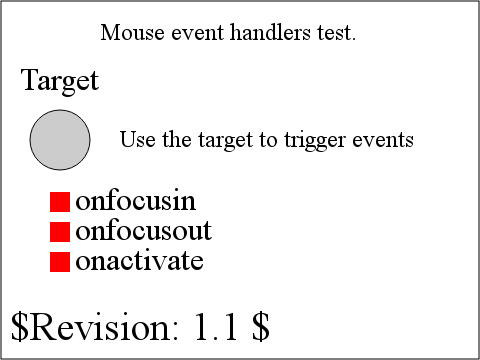 Mouse event handlers test.
Target
Use the target to trigger events
onfocusin
onfocusout
onactivate
$Revision: 1.1 $